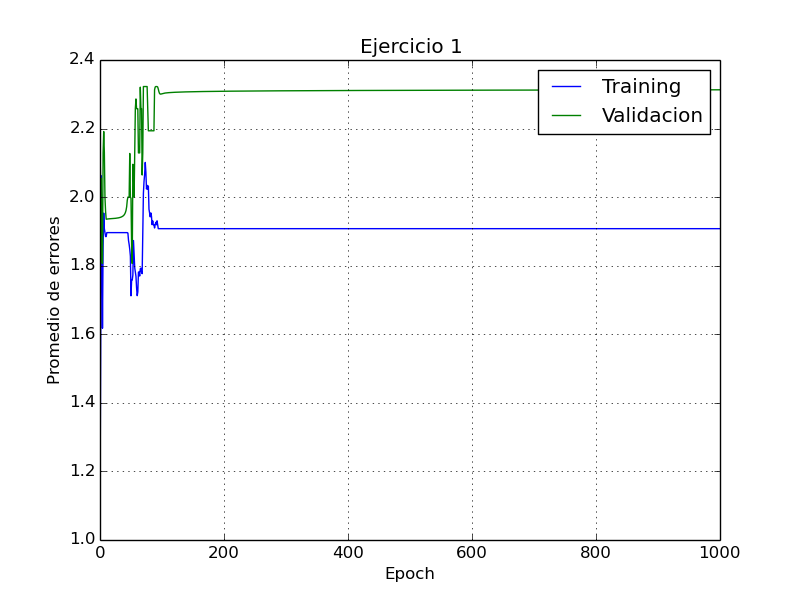 Ejercicio 1
2.4
2.2
2.0
1.8
1.6
1.4
1.2
1.0
Promedio de errores
Training
Validacion
0
200
400
600
800
1000
Epoch